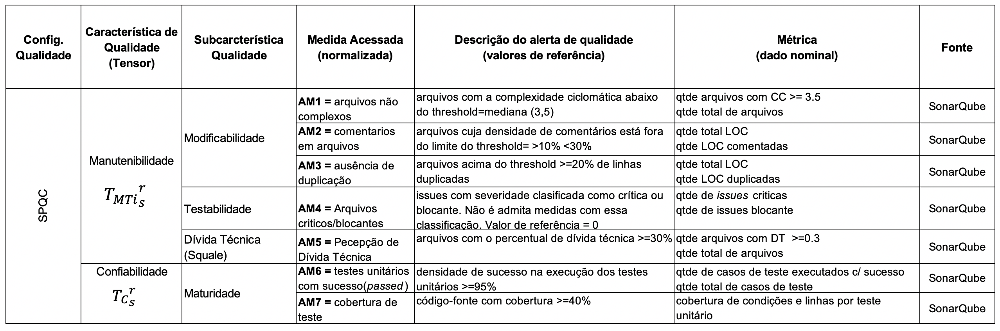 Config.
Qualidade
Característica de
Qualidade
(Tensor)
Subcarcterística
Qualidade
Medida Acessada
(normalizada)
Descrição do alerta de qualidade
(valores de referência)
Métrica
(dado nominal)
Fonte
SPQC
Manutenibilidade
T_{MTi}{}_s^r
Modificabilidade
AM1 = arquivos não
complexos
arquivos com a complexidade ciclomática abaixo
do threshold=mediana (3,5)
qtde arquivos com CC >= 3.5
qtde total de arquivos
SonarQube
AM2 = comentarios
em arquivos
arquivos cuja densidade de comentários está fora
do limite do threshold= >10% <30%
qtde total LOC
qtde LOC comentadas
SonarQube
AM3 = ausência de
duplicação
arquivos acima do threshold >=20% de linhas
duplicadas
qtde total LOC
qtde LOC duplicadas
SonarQube
Testabilidade
AM4 = Arquivos
criticos/blocantes
issues com severidade clasificada como crítica ou
blocante. Não é admita medidas com essa
classificação. Valor de referência = 0
qtde de issues criticas
qtde de issues blocante
SonarQube
Dívida Técnica
(Squale)
AM5 = Pecepção de
Dívida Técnica
arquivos com o percentual de dívida técnica >=30%
qtde arquivos com DT >=0.3
qtde total de arquivos
SonarQube
Confiabilidade
T_C{}_s^r
Maturidade
AM6 = testes unitários
com sucesso(passed)
densidade de sucesso na execução dos testes
unitários >=95%
qtde de casos de teste executados c/ sucesso
qtde total de casos de teste
SonarQube
AM7 = cobertura de
teste
código-fonte com cobertura >=40%
cobertura de condições e linhas por teste
unitário
SonarQube